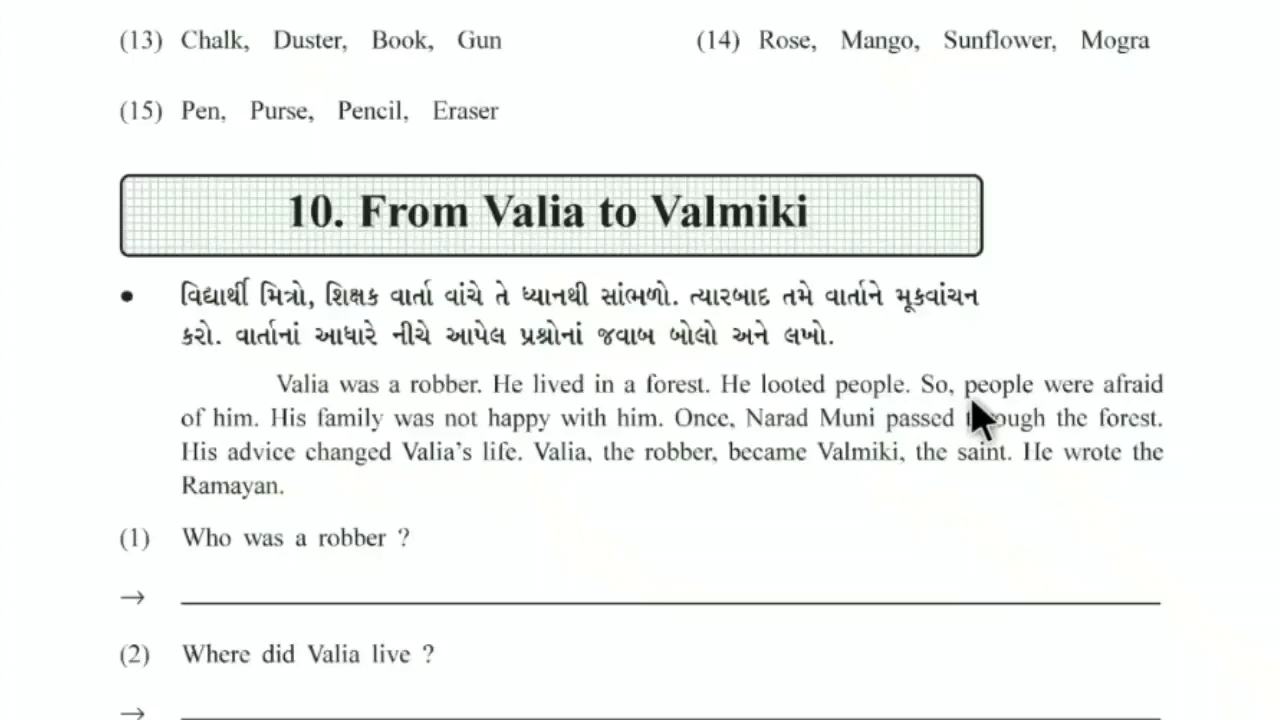 (13) Chalk, Duster, Book, Gun (14) Rose, Mango, Sunflower, Mogra
(15) Pen, Purse, Pencil, Eraser
10. From Valia to Valmiki
• વિદ્યાર્થી મિત્રો, શિક્ષક વાર્તા વાંચે તે ધ્યાનથી સાંભળો. ત્યારબાદ તમે વાર્તાને મૂકવાંચન
કરો. વાર્તાનાં આધારે નીચે આપેલ પ્રશ્નોનાં જવાબ બોલો અને લખો.
Valia was a robber. He lived in a forest. He looted people. So, people were afraid
of him. His family was not happy with him. Once, Narad Muni passed through the forest.
His advice changed Valia's life. Valia, the robber, became Valmiki, the saint. He wrote the
Ramayan.
(1) Who was a robber ?
→
(2) Where did Valia live ?
→